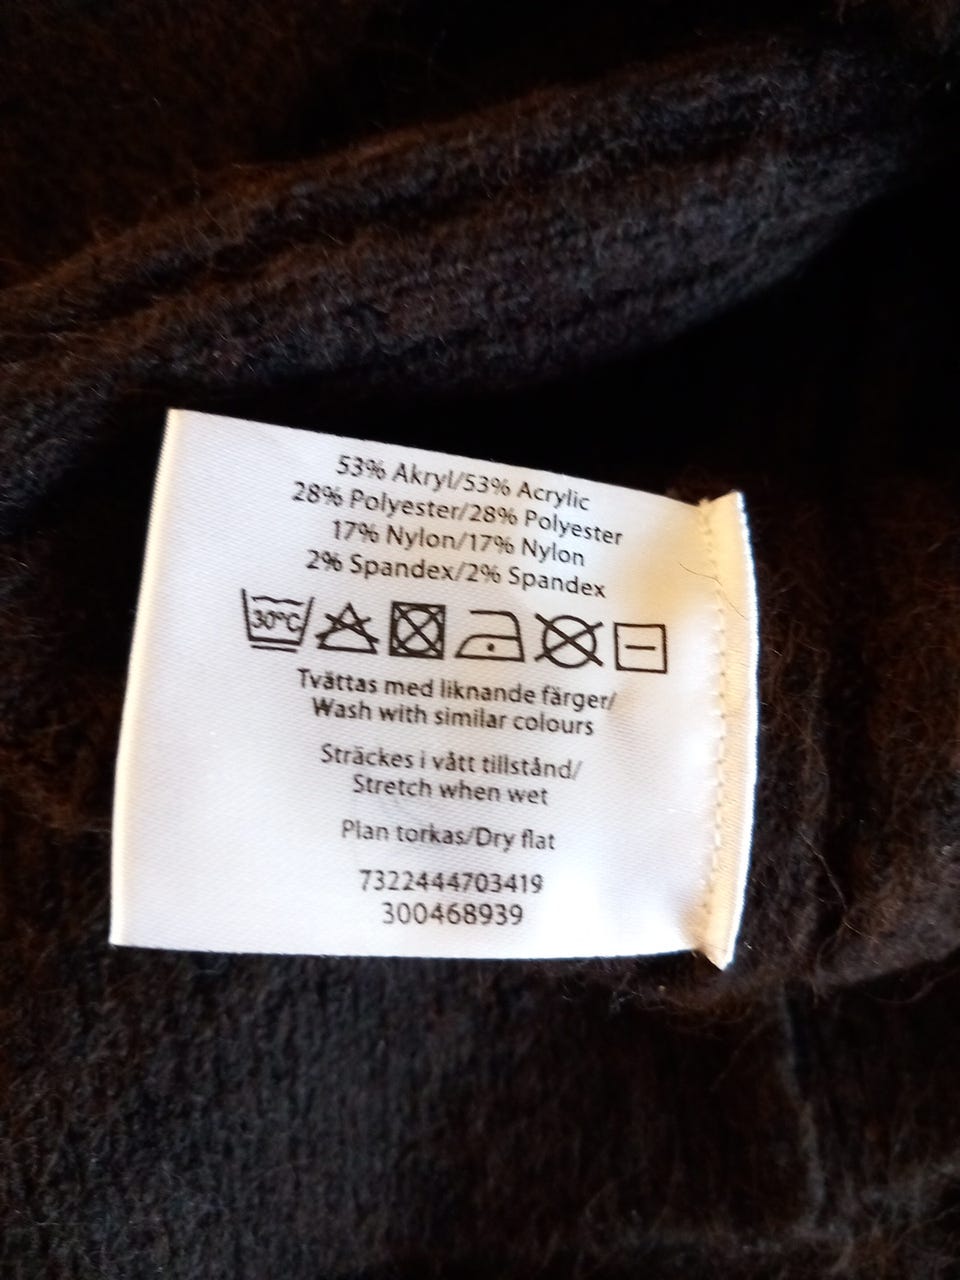 53% Akryl/53% Acrylic
28% Polyester/28% Polyester
17% Nylon/17% Nylon
2% Spandex/2% Spandex
30°C
Tvättas med liknande färger/
Wash with similar colours
Sträckes i vått tillstånd/
Stretch when wet
Plan torkas/Dry flat
7322444703419
300468939